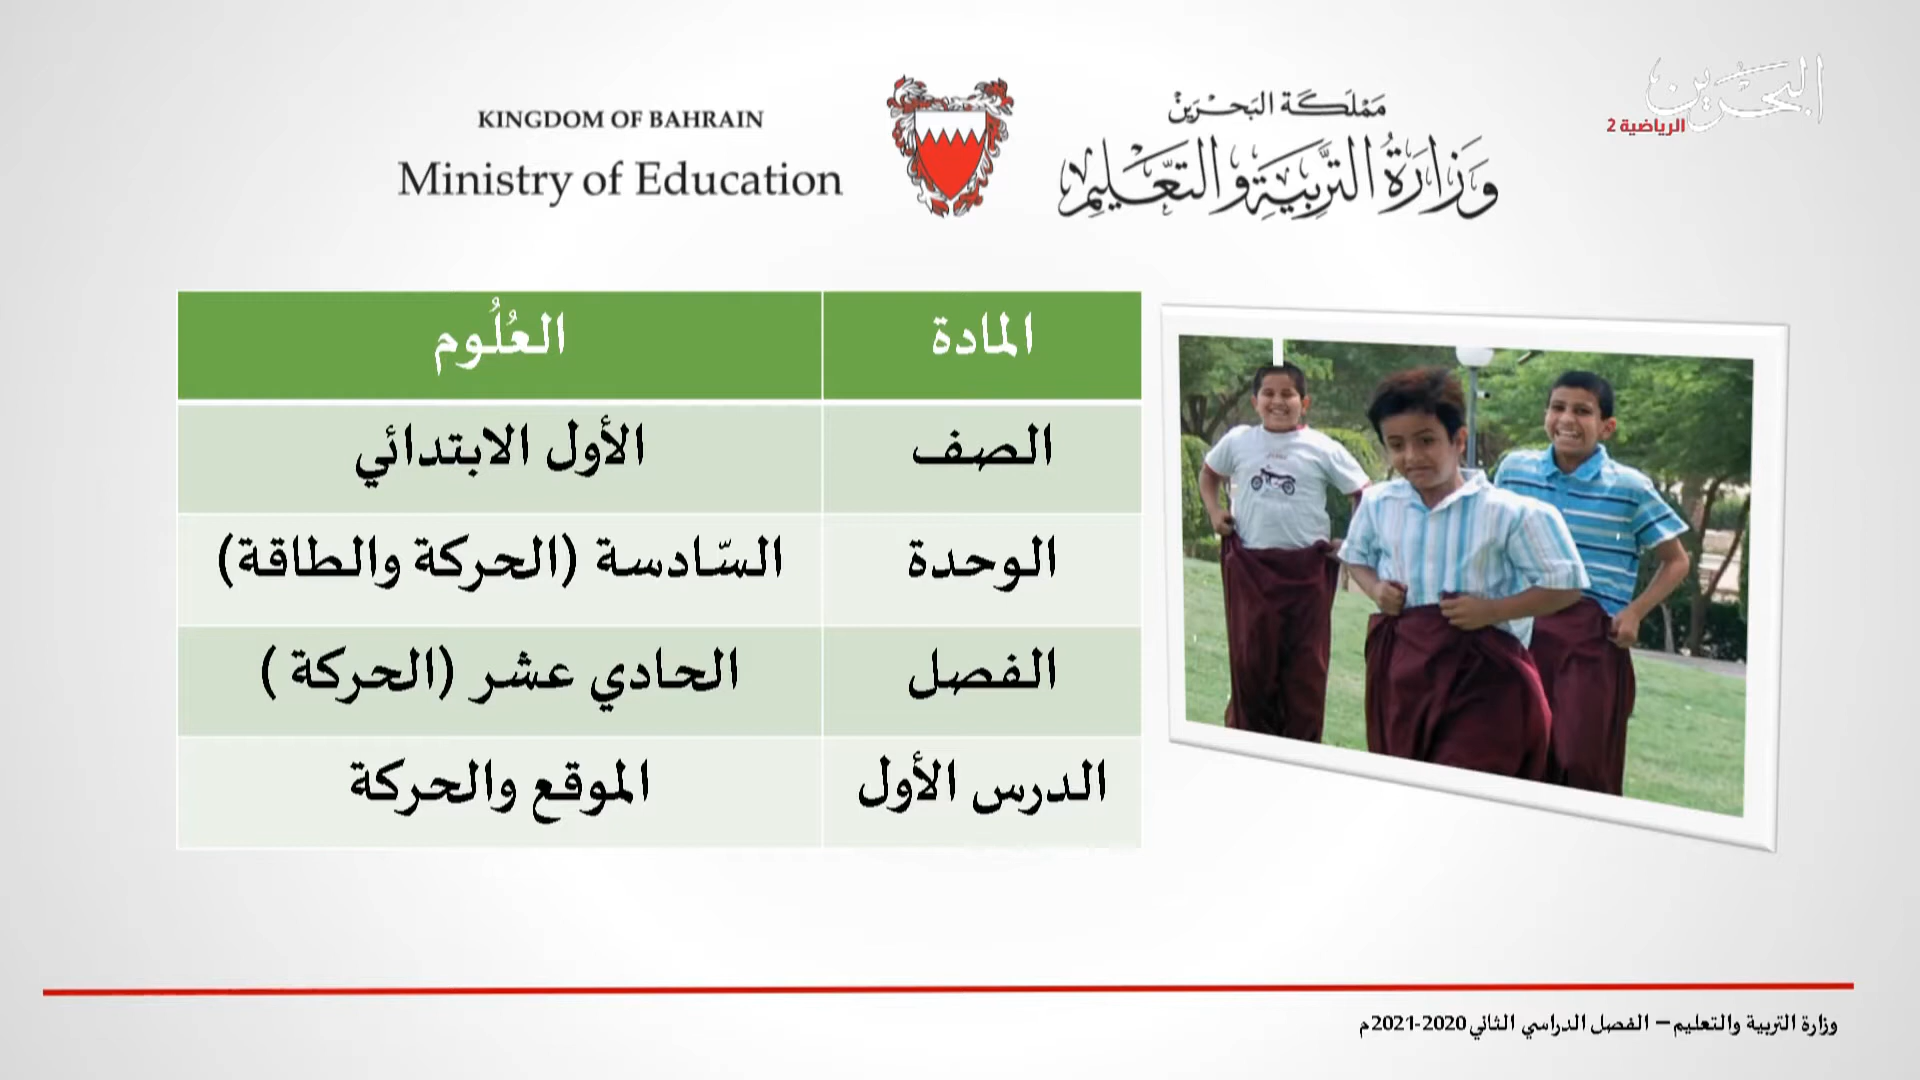 البحرين
الرياضية 2
مملكة البحرين
وزارة التربية والتعليم
KINGDOM OF BAHRAIN
Ministry of Education
المادة العُلُوم
الصف الأول الابتدائي
الوحدة السّادسة (الحركة والطاقة)
الفصل الحادي عشر (الحركة )
الدرس الأول الموقع والحركة
وزارة التربية والتعليم – الفصل الدراسي الثاني 2020-2021م